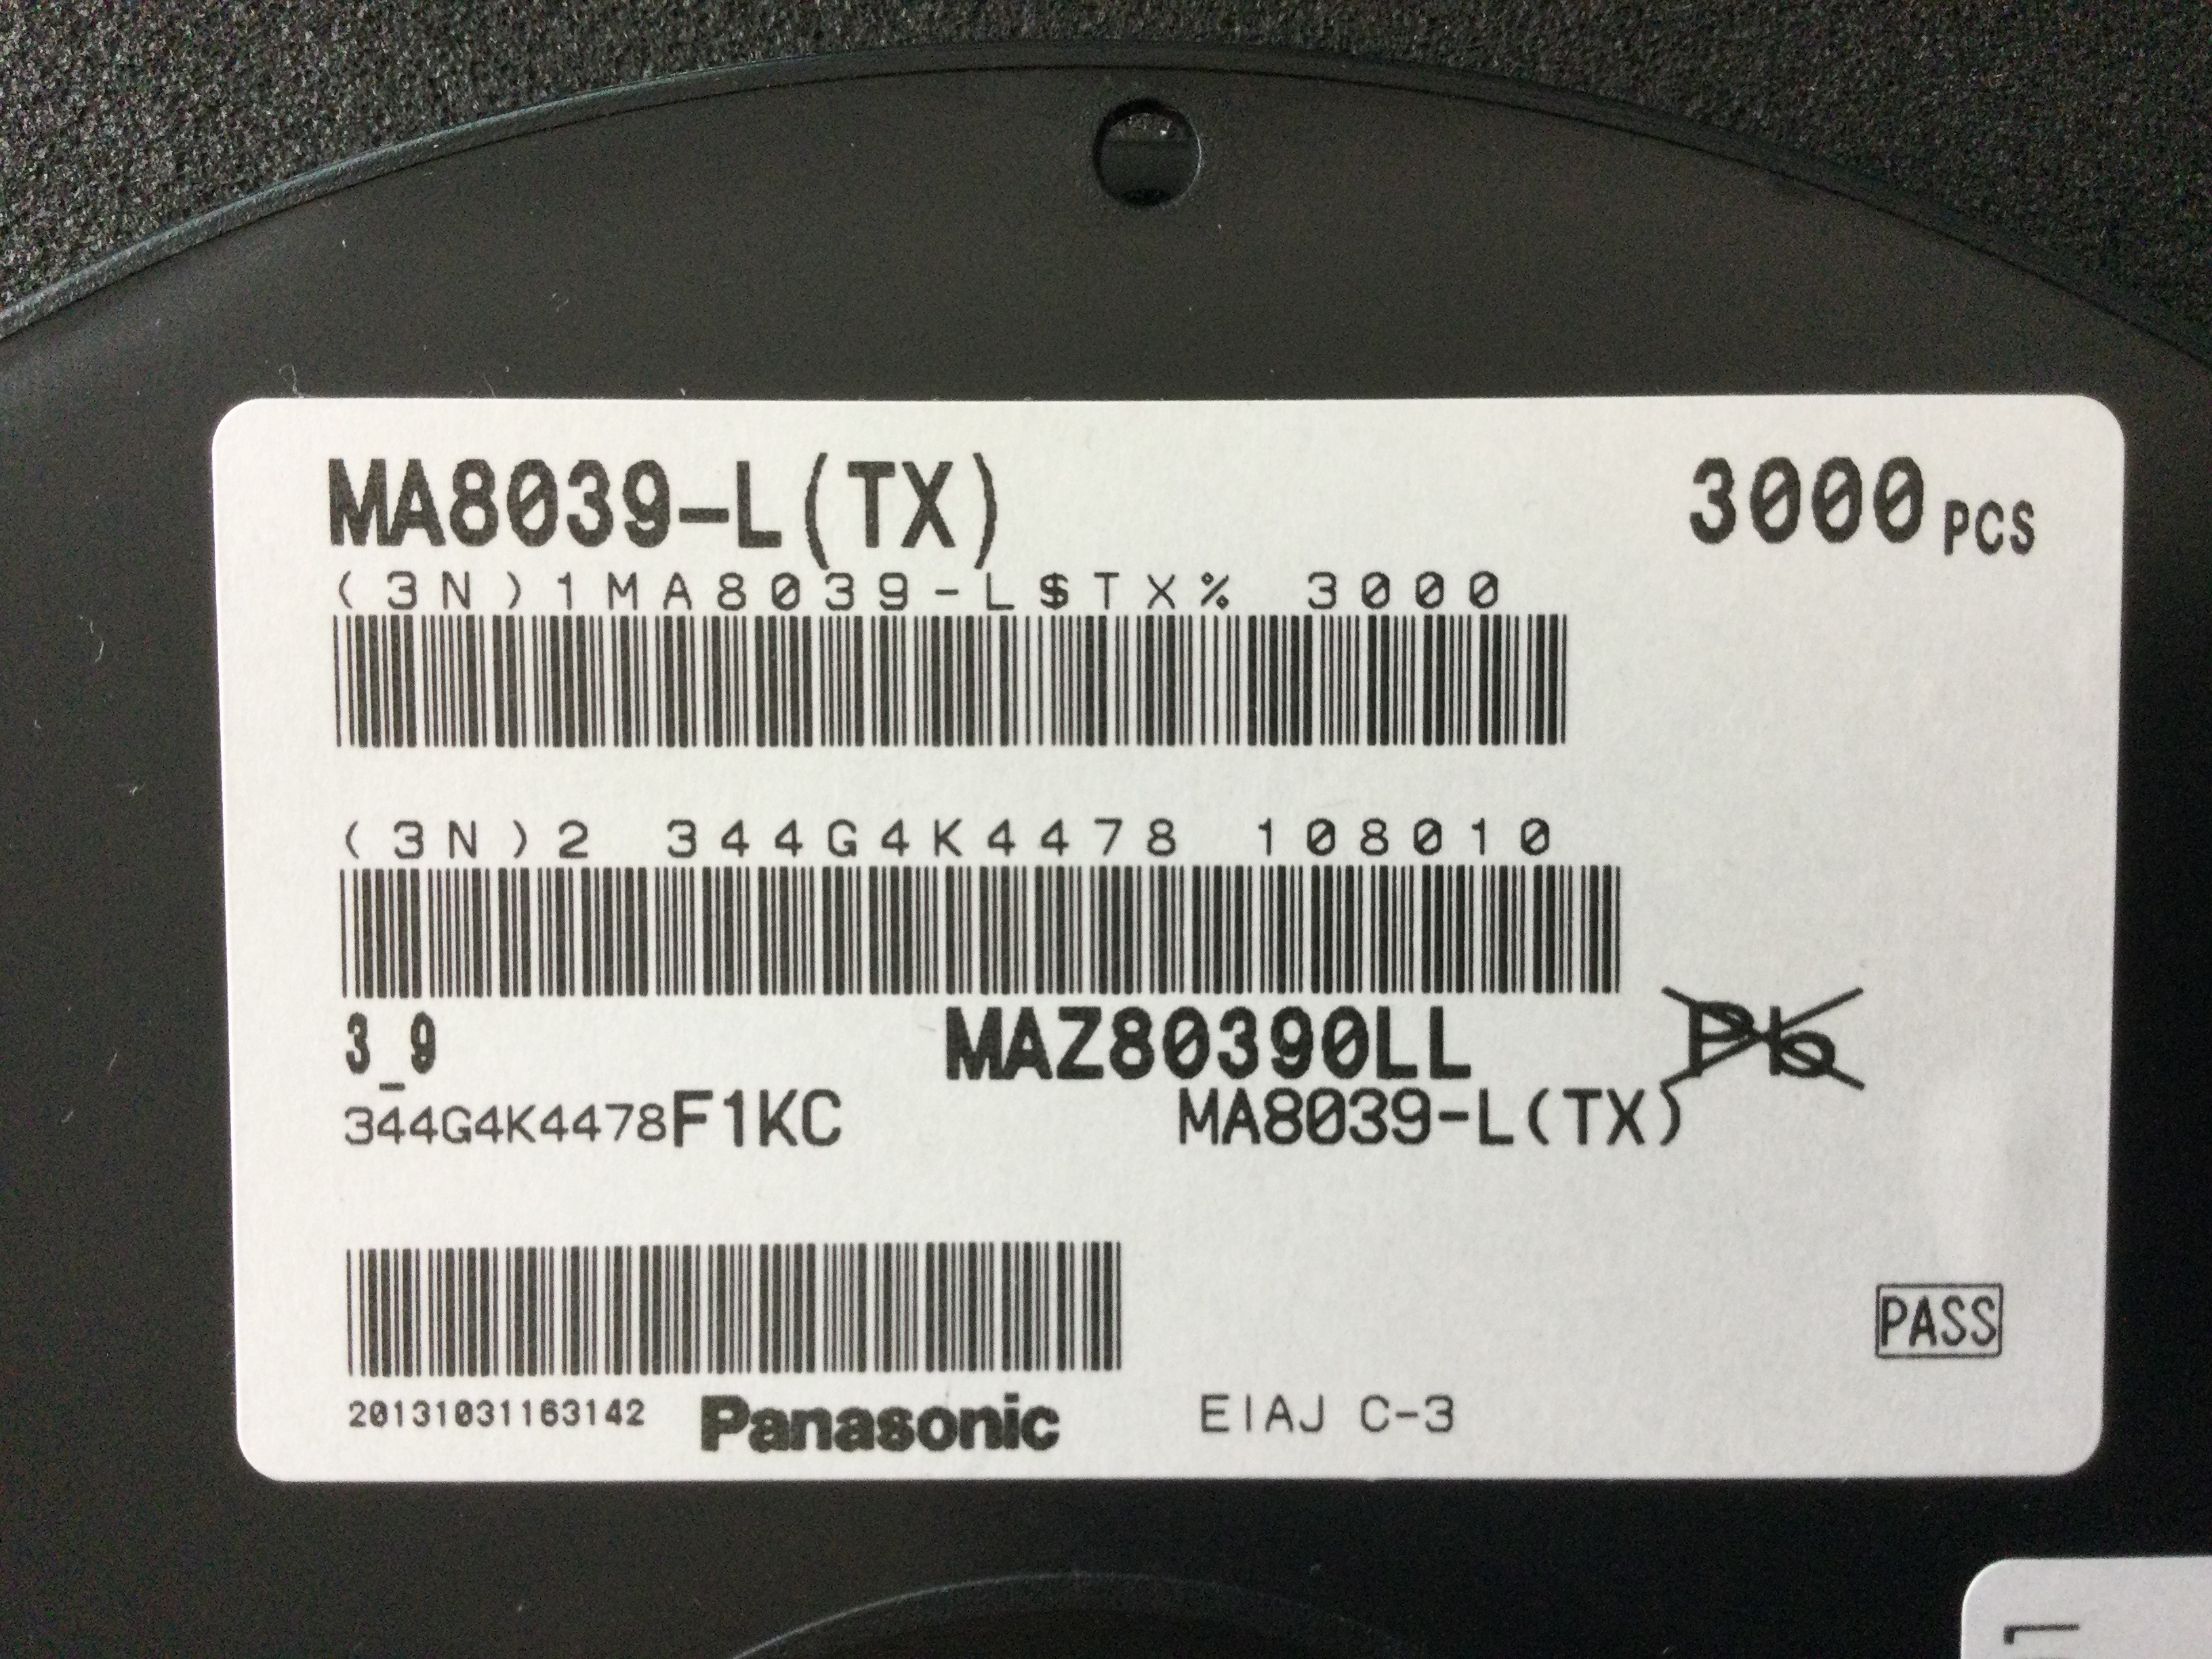 MA8039-L(TX) 3000 PCS
(3N)1MA8039-L$TX% 3000
(3N)2 344G4K4478 108010
3_9 MAZ80390LL Pb
344G4K4478F1KC MA8039-L(TX)
PASS
20131031163142 Panasonic EIAJ C-3